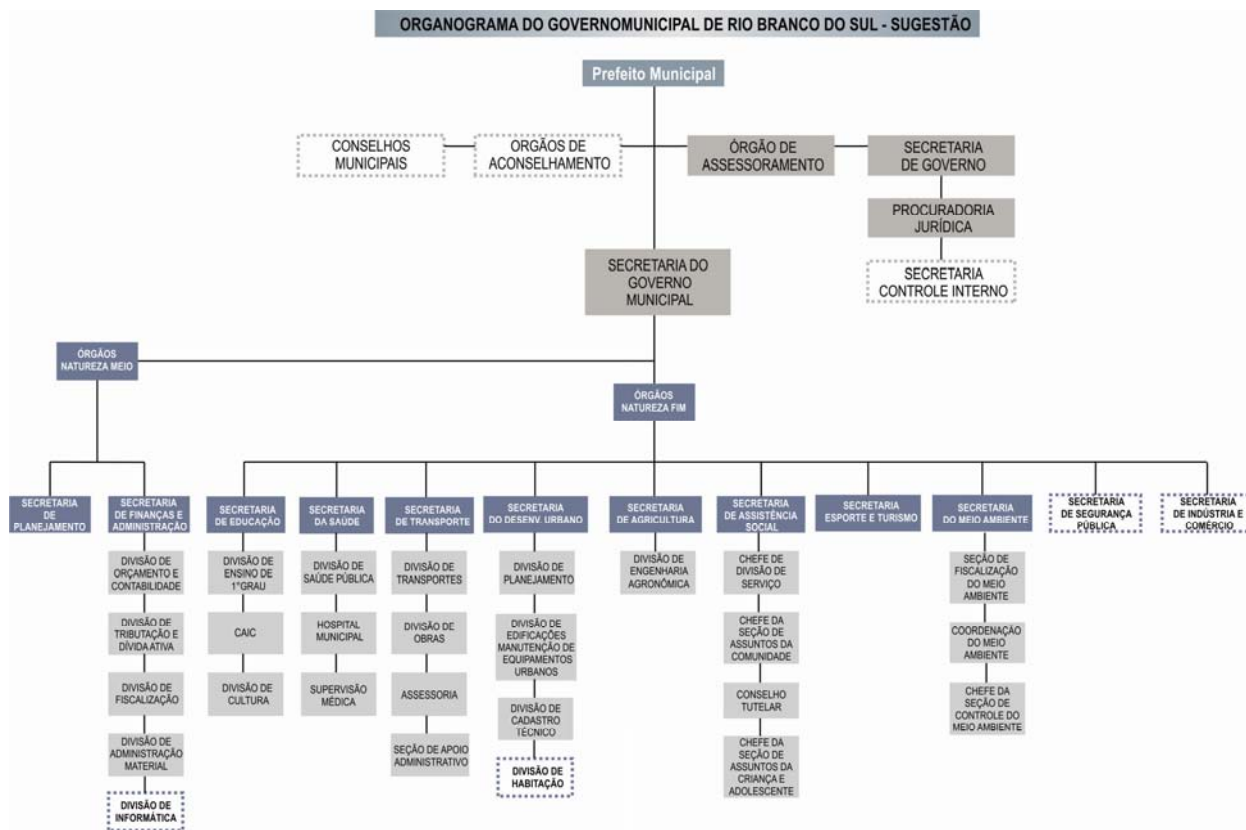 ORGANOGRAMA DO GOVERNOMUNICIPAL DE RIO BRANCO DO SUL - SUGESTÃO
Prefeito Municipal
CONSELHOS
MUNICIPAIS
ORGÃOS DE
ACONSELHAMENTO
ÓRGÃO DE
ASSESSORAMENTO
SECRETARIA
DE GOVERNO
PROCURADORIA
JURÍDICA
SECRETARIA
CONTROLE INTERNO
SECRETARIA DO
GOVERNO
MUNICIPAL
ÓRGÃOS
NATUREZA MEIO
ÓRGÃOS
NATUREZA FIM
SECRETARIA
DE
PLANEJAMENTO
SECRETARIA
DE FINANÇAS E
ADMINISTRAÇÃO
DIVISÃO DE
ORÇAMENTO E
CONTABILIDADE
DIVISÃO DE
TRIBUTAÇÃO E
DÍVIDA ATIVA
DIVISÃO DE
FISCALIZAÇÃO
DIVISÃO DE
ADMINISTRAÇÃO
MATERIAL
DIVISÃO DE
INFORMÁTICA
SECRETARIA
DE EDUCAÇÃO
DIVISÃO DE
ENSINO DE
1°GRAU
CAIC
DIVISÃO DE
CULTURA
SECRETARIA
DA SAÚDE
DIVISÃO DE
SAÚDE PÚBLICA
HOSPITAL
MUNICIPAL
SUPERVISÃO
MÉDICA
SECRETARIA
DE TRANSPORTE
DIVISÃO DE
TRANSPORTES
DIVISÃO DE
OBRAS
ASSESSORIA
SEÇÃO DE APOIO
ADMINISTRATIVO
SECRETARIA
DO DESENV. URBANO
DIVISÃO DE
PLANEJAMENTO
DIVISÃO DE
EDIFICAÇÕES
MANUTENÇÃO DE
EQUIPAMENTOS
URBANOS
DIVISÃO DE
CADASTRO
TÉCNICO
DIVISÃO DE
HABITAÇÃO
SECRETARIA
DE AGRICULTURA
DIVISÃO DE
ENGENHARIA
AGRONÔMICA
SECRETARIA
DE ASSISTÊNCIA
SOCIAL
CHEFE DE
DIVISÃO DE
SERVIÇO
CHEFE DA
SEÇÃO DE
ASSUNTOS DA
COMUNIDADE
CONSELHO
TUTELAR
CHEFE DA
SEÇÃO DE
ASSUNTOS DA
CRIANÇA E
ADOLESCENTE
SECRETARIA
ESPORTE E TURISMO
SECRETARIA
DO MEIO AMBIENTE
SEÇÃO DE
FISCALIZAÇÃO
DO MEIO
AMBIENTE
COORDENAÇAO
DO MEIO
AMBIENTE
CHEFE DA
SEÇÃO DE
CONTROLE DO
MEIO AMBIENTE
SECRETARIA
DE SEGURANÇA
PÚBLICA
SECRETARIA
DE INDÚSTRIA E
COMÉRCIO